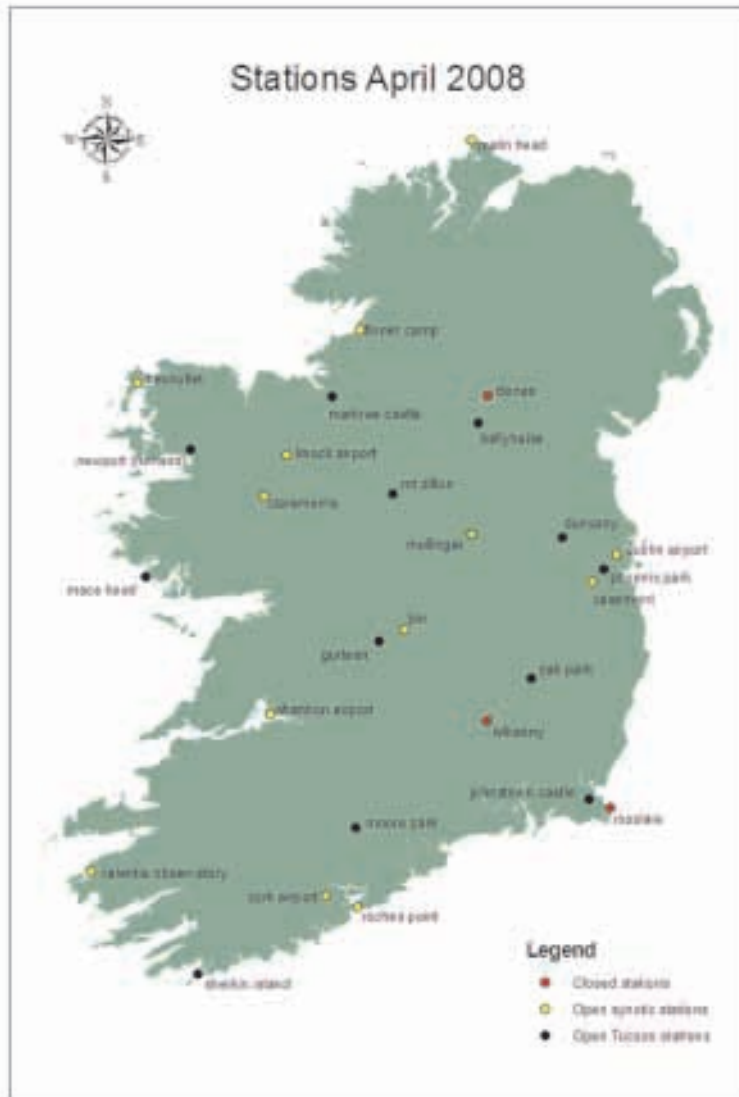 Stations April 2008
N
W
E
S
malin head
finner camp
belmullet
clones
markree castle
ballyhaise
newport (furnace)
knock airport
mt dillon
claremorris
dunsany
mullingar
dublin airport
phoenix park
mace head
casement
birr
gurteen
oak park
shannon airport
kilkenny
johnstown castle
rosslare
moore park
valentia observatory
cork airport
roches point
sherkin island
Legend
Closed stations
Open synotic stations
Open Tucson stations